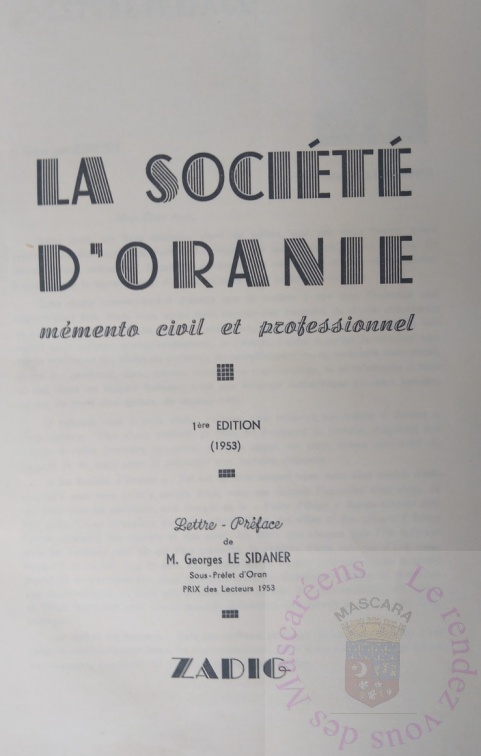 LA SOCIÉTÉ
D'ORANIE
mémento civil et professionnel
1ère EDITION
(1953)
Lettre - Préface
de
M. Georges LE SIDANER
Sous-Préfet d'Oran
PRIX des Lecteurs 1953
ZADIG
Le rendez vous des Mascaréens
MASCARA